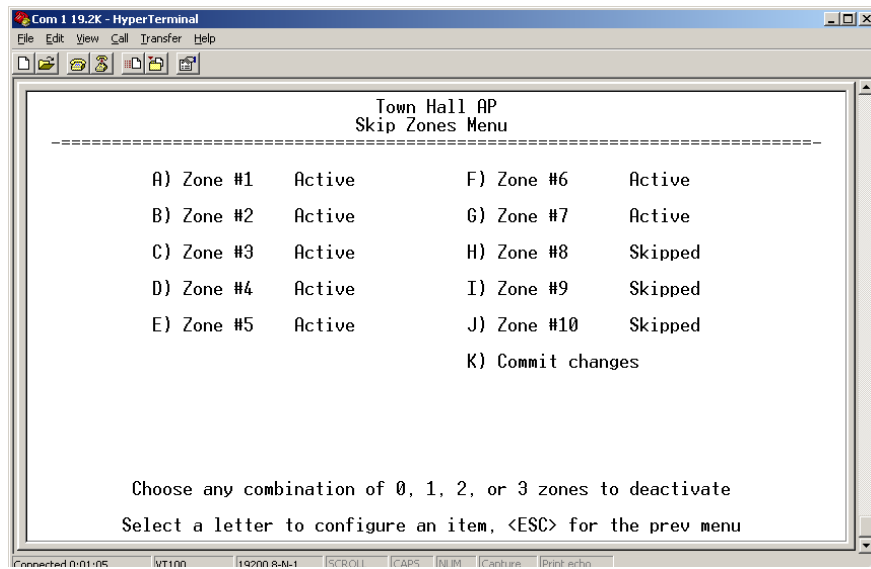 Com 1 19.2K - HyperTerminal
File Edit View Call Transfer Help
Town Hall AP
Skip Zones Menu
-==========================================================================-
A) Zone #1 Active F) Zone #6 Active
B) Zone #2 Active G) Zone #7 Active
C) Zone #3 Active H) Zone #8 Skipped
D) Zone #4 Active I) Zone #9 Skipped
E) Zone #5 Active J) Zone #10 Skipped
K) Commit changes
Choose any combination of 0, 1, 2, or 3 zones to deactivate
Select a letter to configure an item, <ESC> for the prev menu
Connected 0:01:05 VT100 19200 8-N-1 SCROLL CAPS NUM Capture Print echo